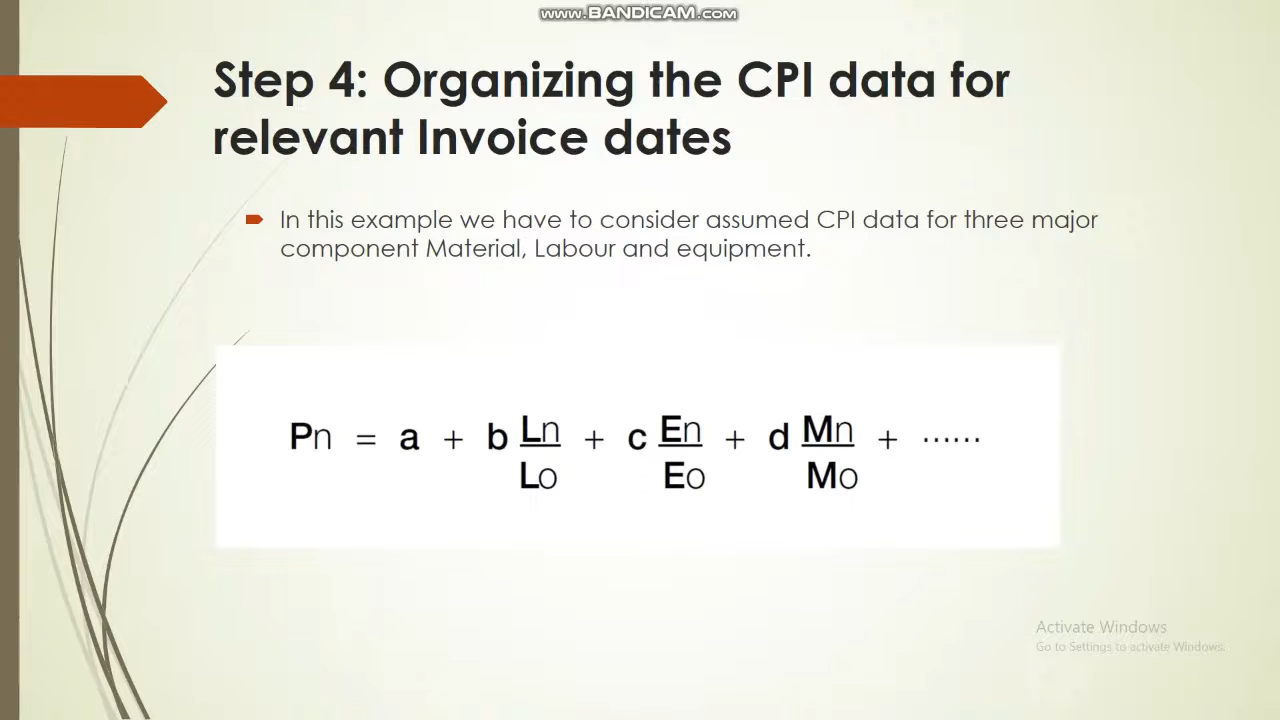 www.BANDICAM.com
Step 4: Organizing the CPI data for
relevant Invoice dates
In this example we have to consider assumed CPI data for three major
component Material, Labour and equipment.
Pn = a + b Ln/Lo + c En/Eo + d Mn/Mo + ......
Activate Windows
Go to Settings to activate Windows.